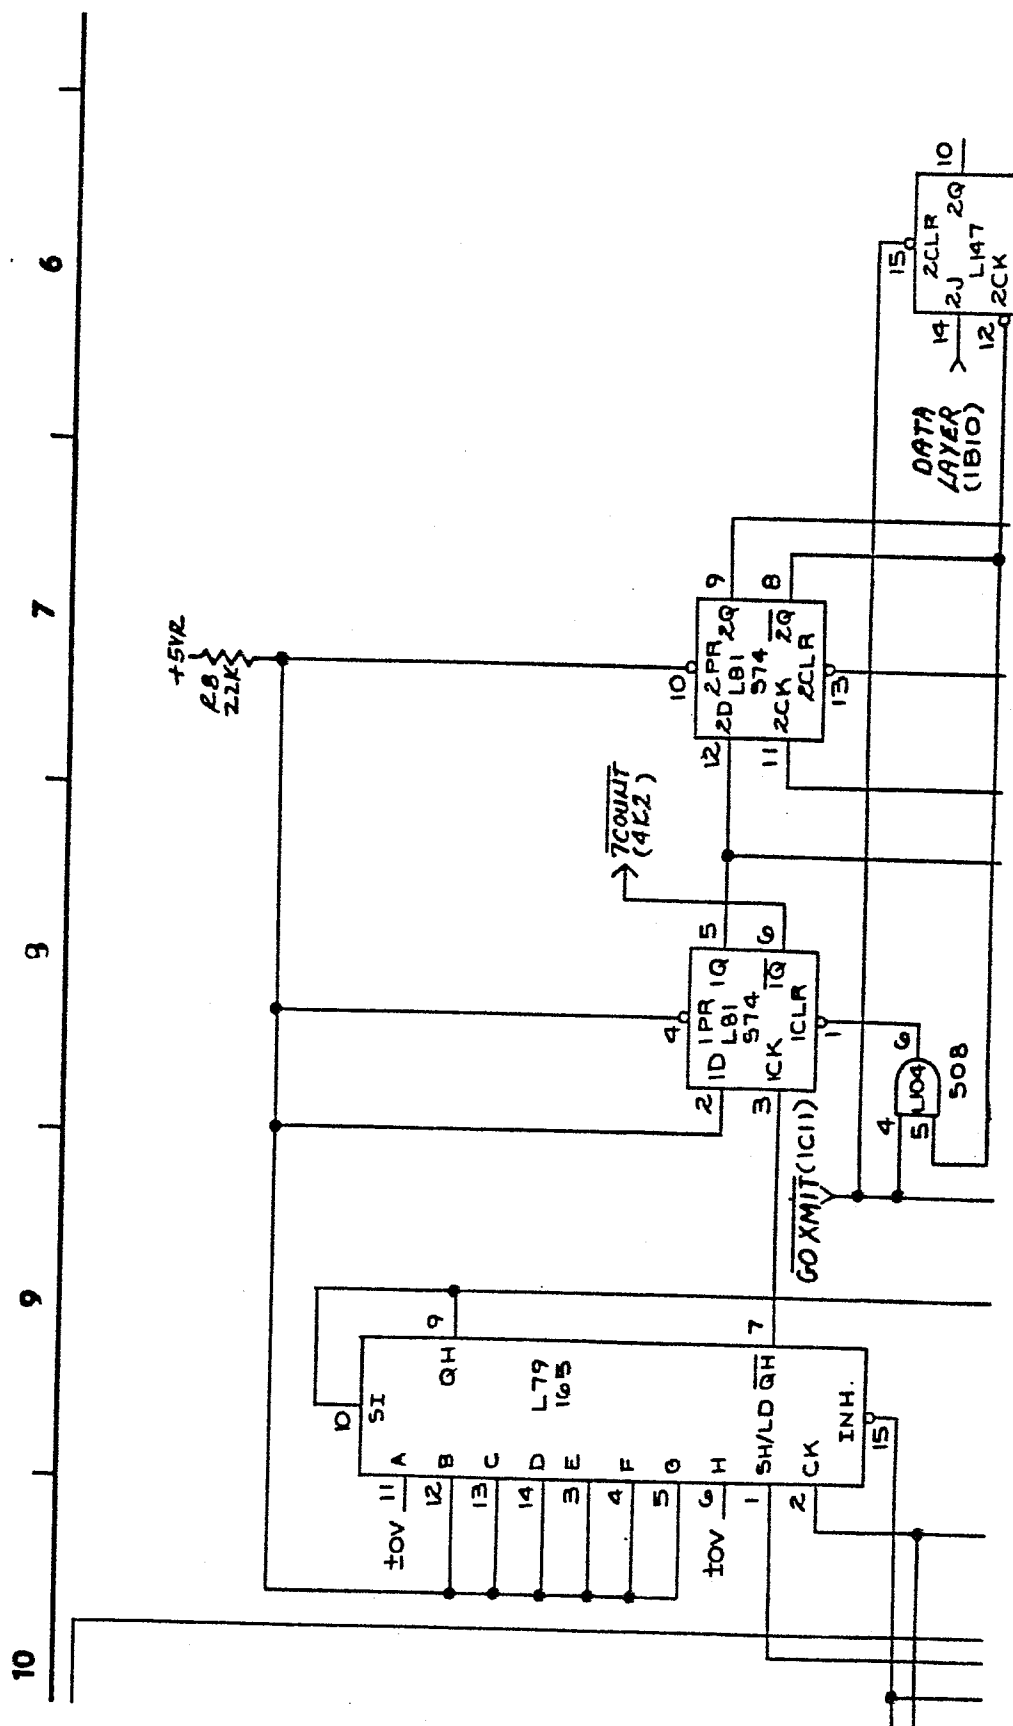 10
9
8
7
6
+5VR
R8
22K
±0V
11 A
12 B
13 C
14 D
3 E
4 F
5 G
±0V
6 H
1 SH/LD
2 CK
10 SI
QH 9
L79
165
QH 7
INH.
15
GO XMIT (1C11)
2 1D
4 1PR
1Q 5
L81
S74
3 1CK
1Q 6
1CLR
1
7COUNT
(4K2)
4
5
L104
6
S08
12 2D
10 2PR
2Q 9
L81
S74
11 2CK
2Q 8
2CLR
13
DATA
LAYER
(1B10)
15
2CLR
14 2J
2Q 10
L147
12 2CK